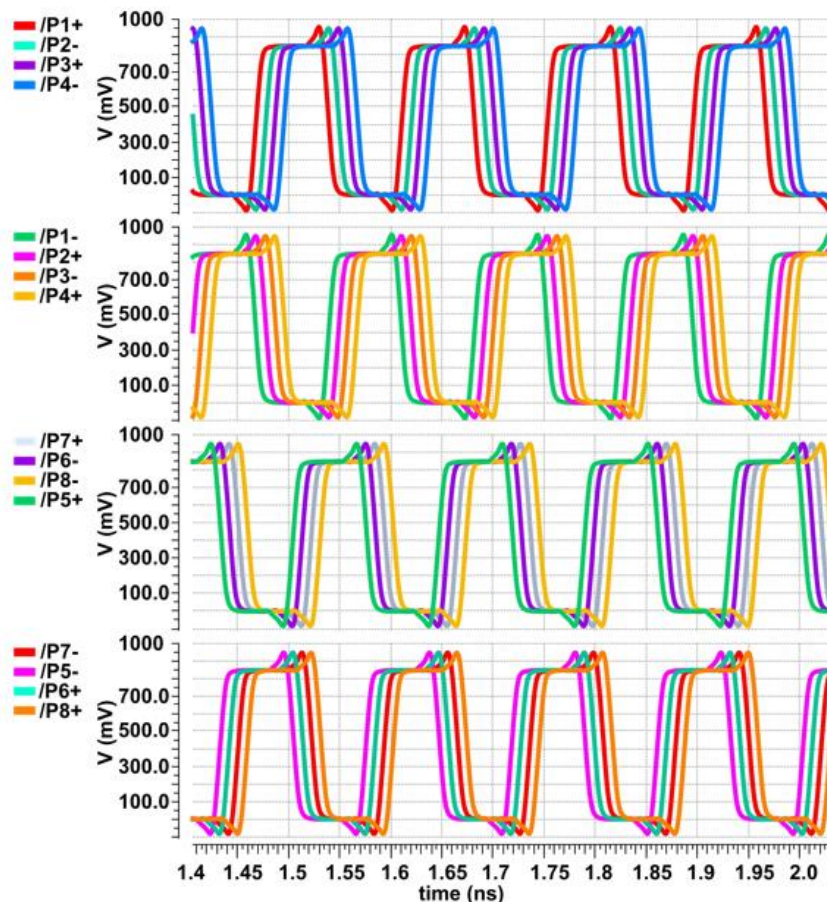 /P1+
/P2-
/P3+
/P4-
V (mV)
1000
700.0
500.0
300.0
100.0
/P1-
/P2+
/P3-
/P4+
V (mV)
1000
700.0
500.0
300.0
100.0
/P7+
/P6-
/P8-
/P5+
V (mV)
1000
700.0
500.0
300.0
100.0
/P7-
/P5-
/P6+
/P8+
V (mV)
1000
700.0
500.0
300.0
100.0
1.4 1.45 1.5 1.55 1.6 1.65 1.7 1.75 1.8 1.85 1.9 1.95 2.0
time (ns)